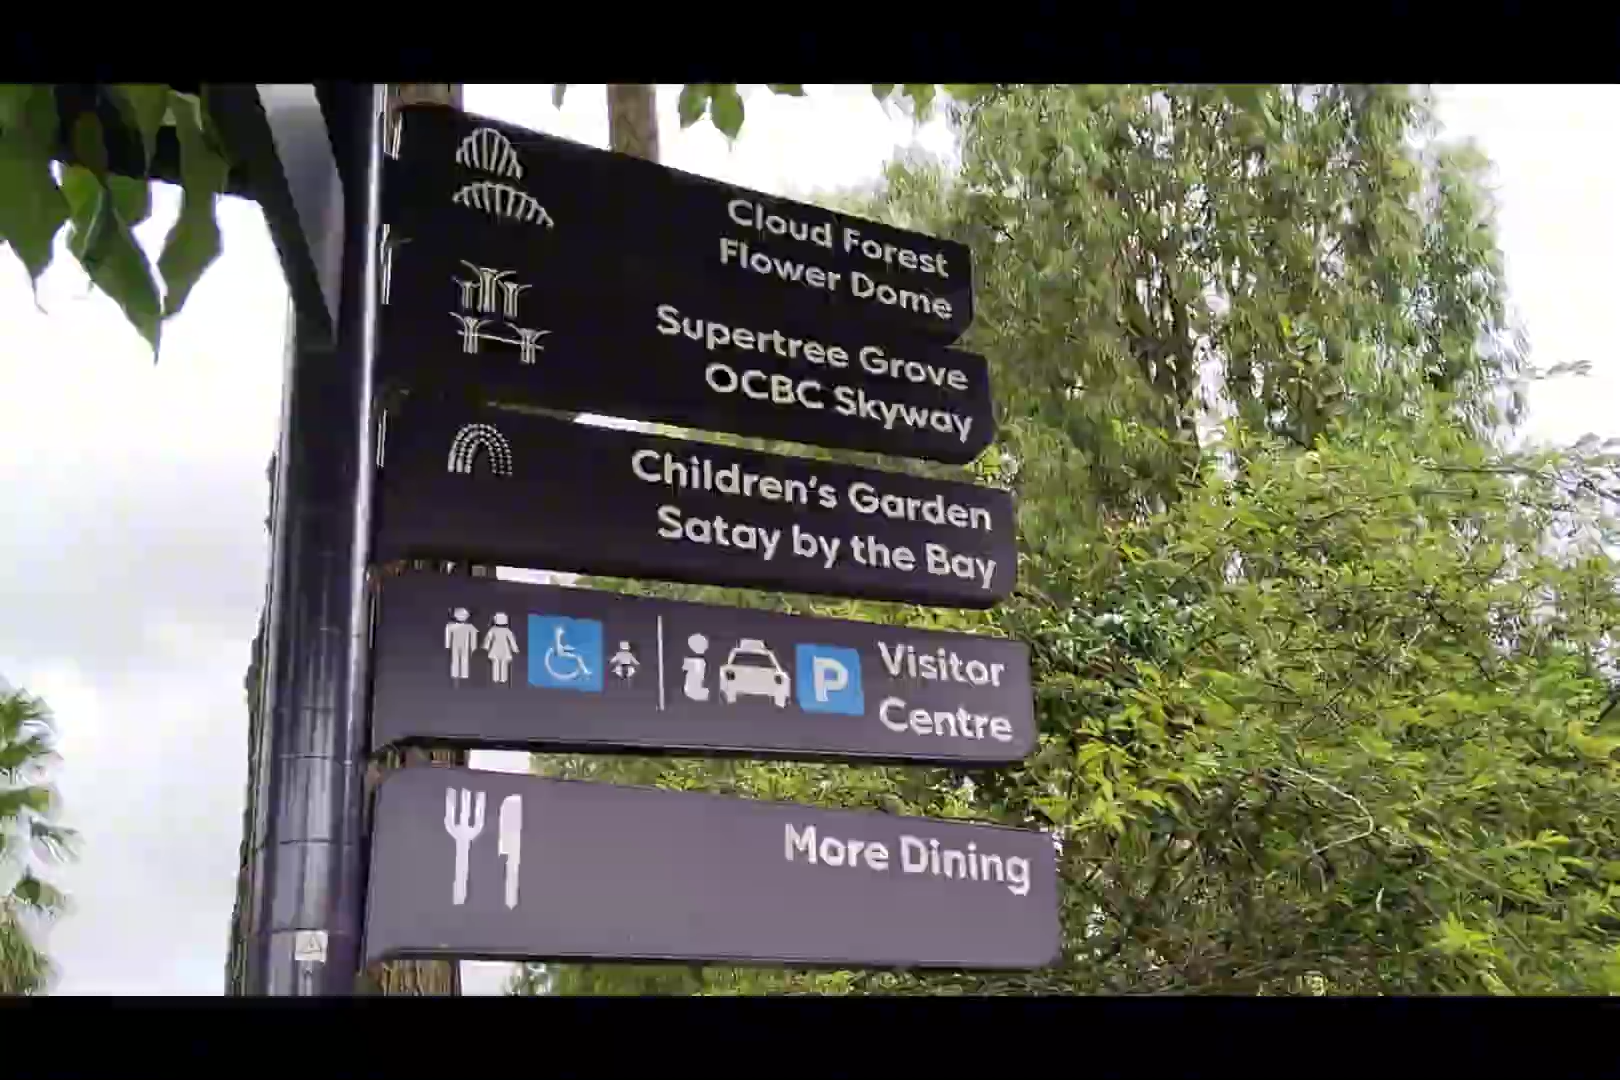 Cloud Forest
Flower Dome
Supertree Grove
OCBC Skyway
Children's Garden
Satay by the Bay
P
Visitor
Centre
More Dining